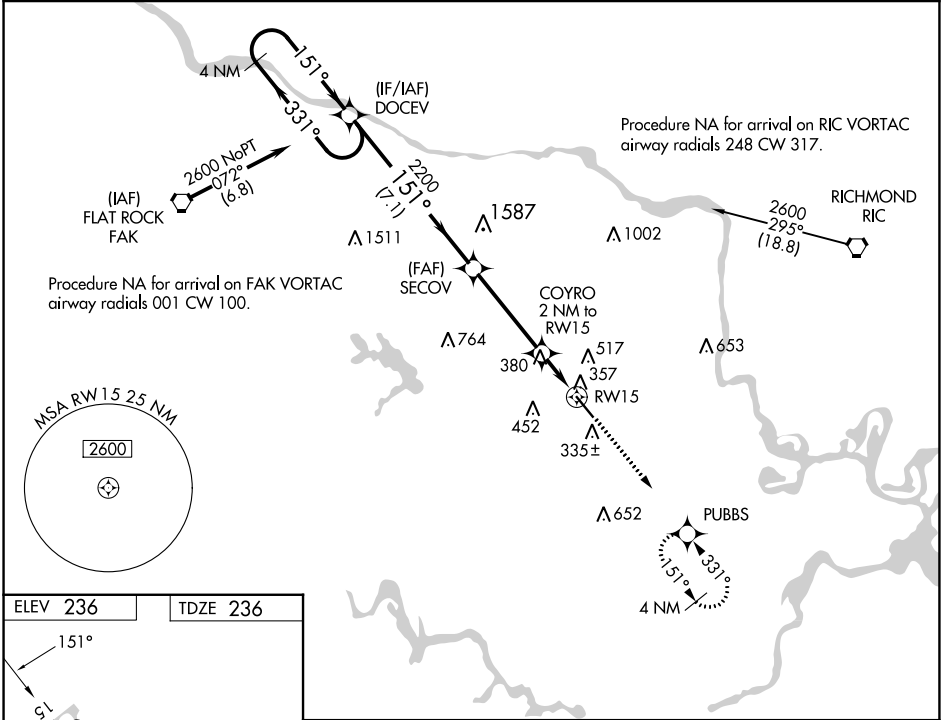 4 NM
151°
331°
(IF/IAF)
DOCEV
Procedure NA for arrival on RIC VORTAC
airway radials 248 CW 317.
2600 NoPT
072°
(6.8)
(IAF)
FLAT ROCK
FAK
2200
151°
(7.1)
RICHMOND
RIC
2600
295°
(18.8)
1587
1511
1002
Procedure NA for arrival on FAK VORTAC
airway radials 001 CW 100.
(FAF)
SECOV
COYRO
2 NM to
RW15
764
380
517
653
357
RW15
452
335±
MSA RW15 25 NM
2600
652
PUBBS
151°
331°
4 NM
ELEV 236
TDZE 236
151°
15